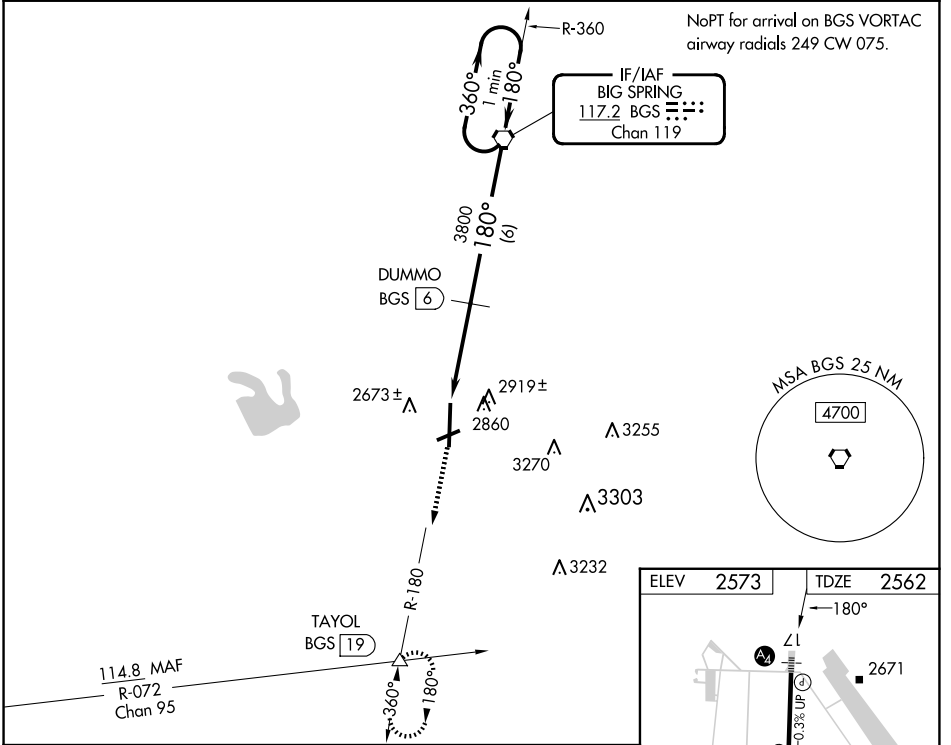 R-360
NoPT for arrival on BGS VORTAC
airway radials 249 CW 075.
360°
1 min
180°
IF/IAF
BIG SPRING
117.2 BGS
Chan 119
3800
180°
(6)
DUMMO
BGS 6
2673 ±
2919 ±
2860
3255
3270
3303
3232
MSA BGS 25 NM
4700
R-180
TAYOL
BGS 19
114.8 MAF
R-072
Chan 95
360°
180°
ELEV 2573
TDZE 2562
180°
17
A4
P
2671
0.3% UP